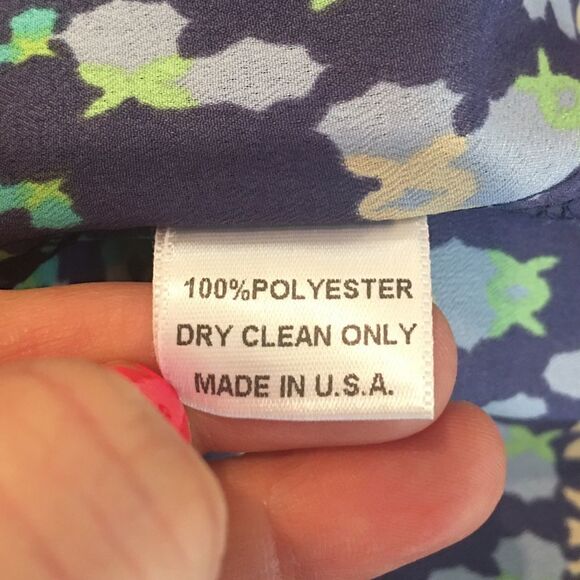 100%POLYESTER
DRY CLEAN ONLY
MADE IN U.S.A.